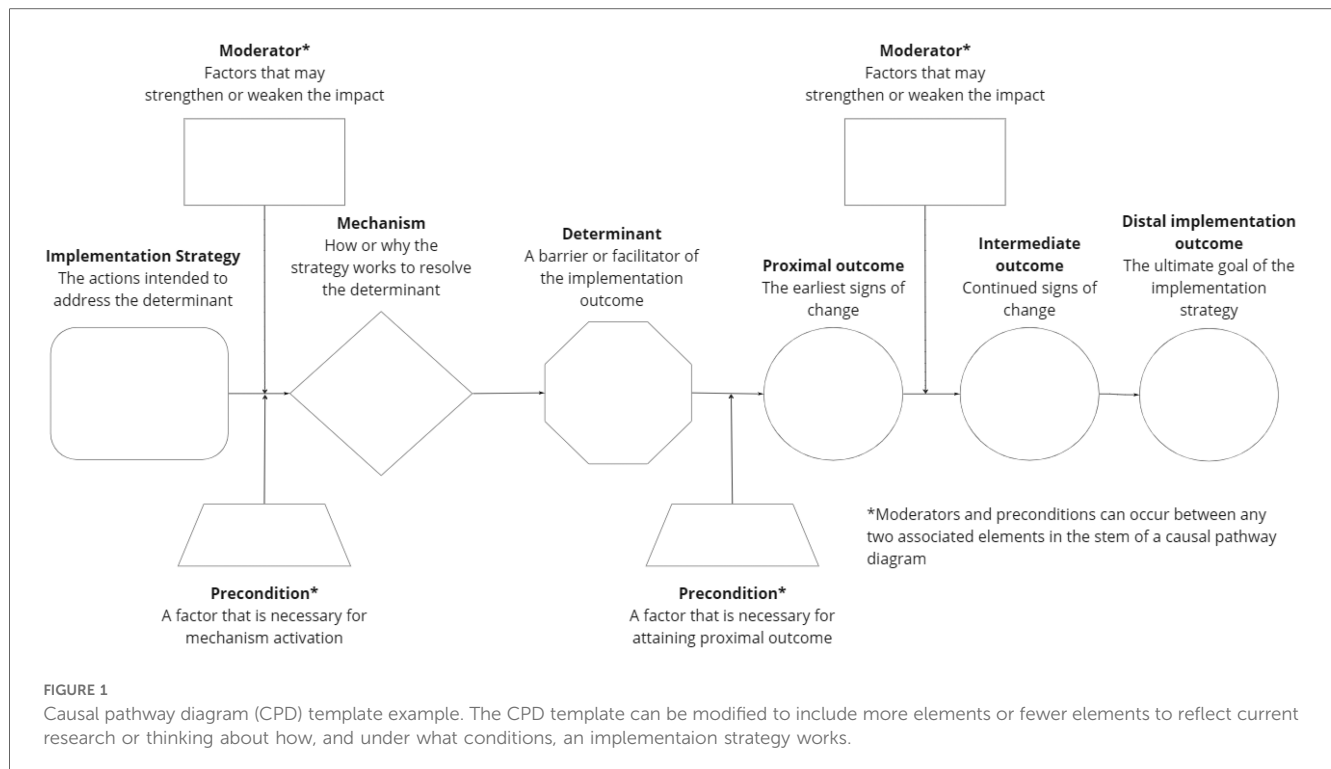 Moderator*
Factors that may
strengthen or weaken the impact
Moderator*
Factors that may
strengthen or weaken the impact
Implementation Strategy
The actions intended to
address the determinant
Mechanism
How or why the
strategy works to resolve
the determinant
Determinant
A barrier or facilitator of
the implementation
outcome
Proximal outcome
The earliest signs of
change
Intermediate
outcome
Continued signs of
change
Distal implementation
outcome
The ultimate goal of the
implementation
strategy
Precondition*
A factor that is necessary for
mechanism activation
Precondition*
A factor that is necessary for
attaining proximal outcome
*Moderators and preconditions can occur between any
two associated elements in the stem of a causal pathway
diagram
FIGURE 1
Causal pathway diagram (CPD) template example. The CPD template can be modified to include more elements or fewer elements to reflect current
research or thinking about how, and under what conditions, an implementaion strategy works.